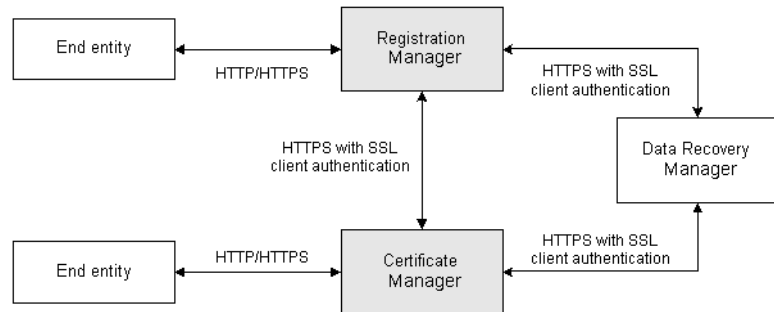 End entity
HTTP/HTTPS
Registration
Manager
HTTPS with SSL
client authentication
HTTPS with SSL
client authentication
Data Recovery
Manager
End entity
HTTP/HTTPS
Certificate
Manager
HTTPS with SSL
client authentication